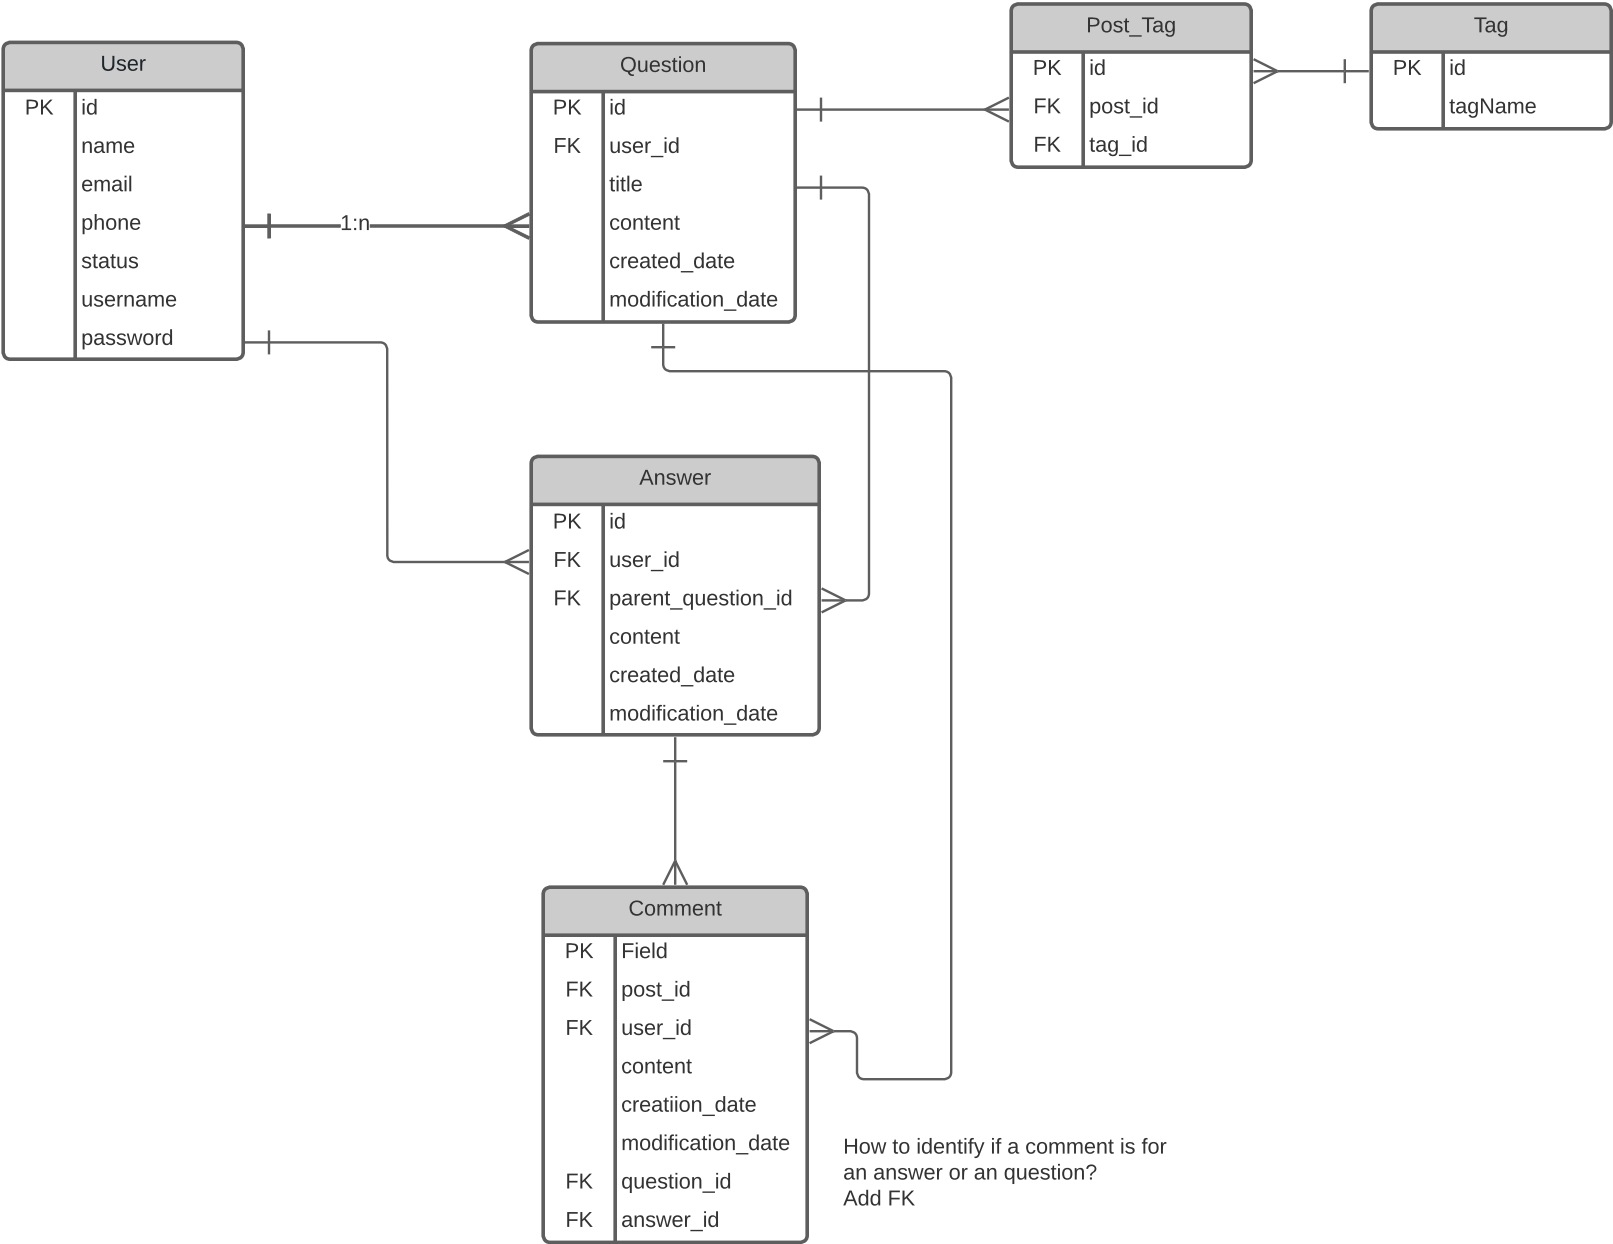 User
PK id
name
email
phone
status
username
password
1:n
Question
PK id
FK user_id
title
content
created_date
modification_date
Post_Tag
PK id
FK post_id
FK tag_id
Tag
PK id
tagName
Answer
PK id
FK user_id
FK parent_question_id
content
created_date
modification_date
Comment
PK Field
FK post_id
FK user_id
content
creatiion_date
modification_date
FK question_id
FK answer_id
How to identify if a comment is for
an answer or an question?
Add FK